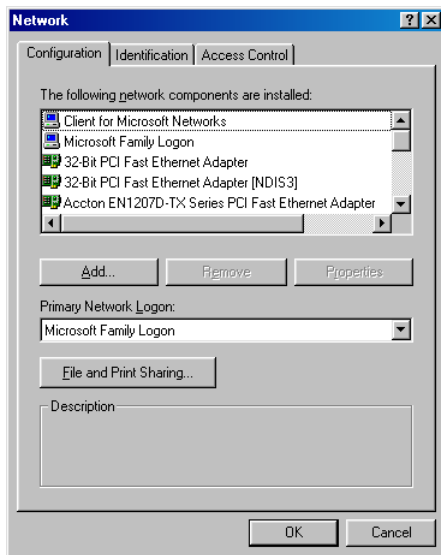 Network
Configuration Identification Access Control
The following network components are installed:
Client for Microsoft Networks
Microsoft Family Logon
32-Bit PCI Fast Ethernet Adapter
32-Bit PCI Fast Ethernet Adapter [NDIS3]
Accton EN1207D-TX Series PCI Fast Ethernet Adapter
Add... Remove Properties
Primary Network Logon:
Microsoft Family Logon
File and Print Sharing...
Description
OK Cancel